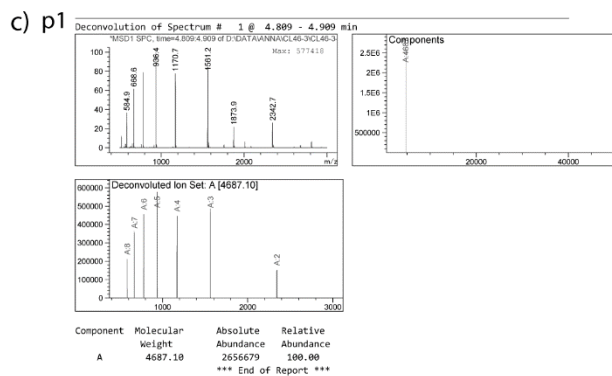 c) p1
Deconvolution of Spectrum # 1 @ 4.809 - 4.909 min
*MSD1 SPC, time=4.809:4.909 of D:\DATA\ANNA\CL46-3\CL46-3-
Max: 577418
100
80
60
40
20
0
584.9
668.6
936.4
1170.7
1561.2
1873.9
2342.7
1000
2000
m/z
Components
2.5E6
2E6
1.5E6
1E6
500000
20000
40000
Deconvoluted Ion Set: A [4687.10]
600000
500000
400000
300000
200000
100000
0
A:8
A:7
A:6
A:5
A:4
A:3
A:2
1000
2000
3000
Component Molecular Absolute Relative
Weight Abundance Abundance
A 4687.10 2656679 100.00
*** End of Report ***